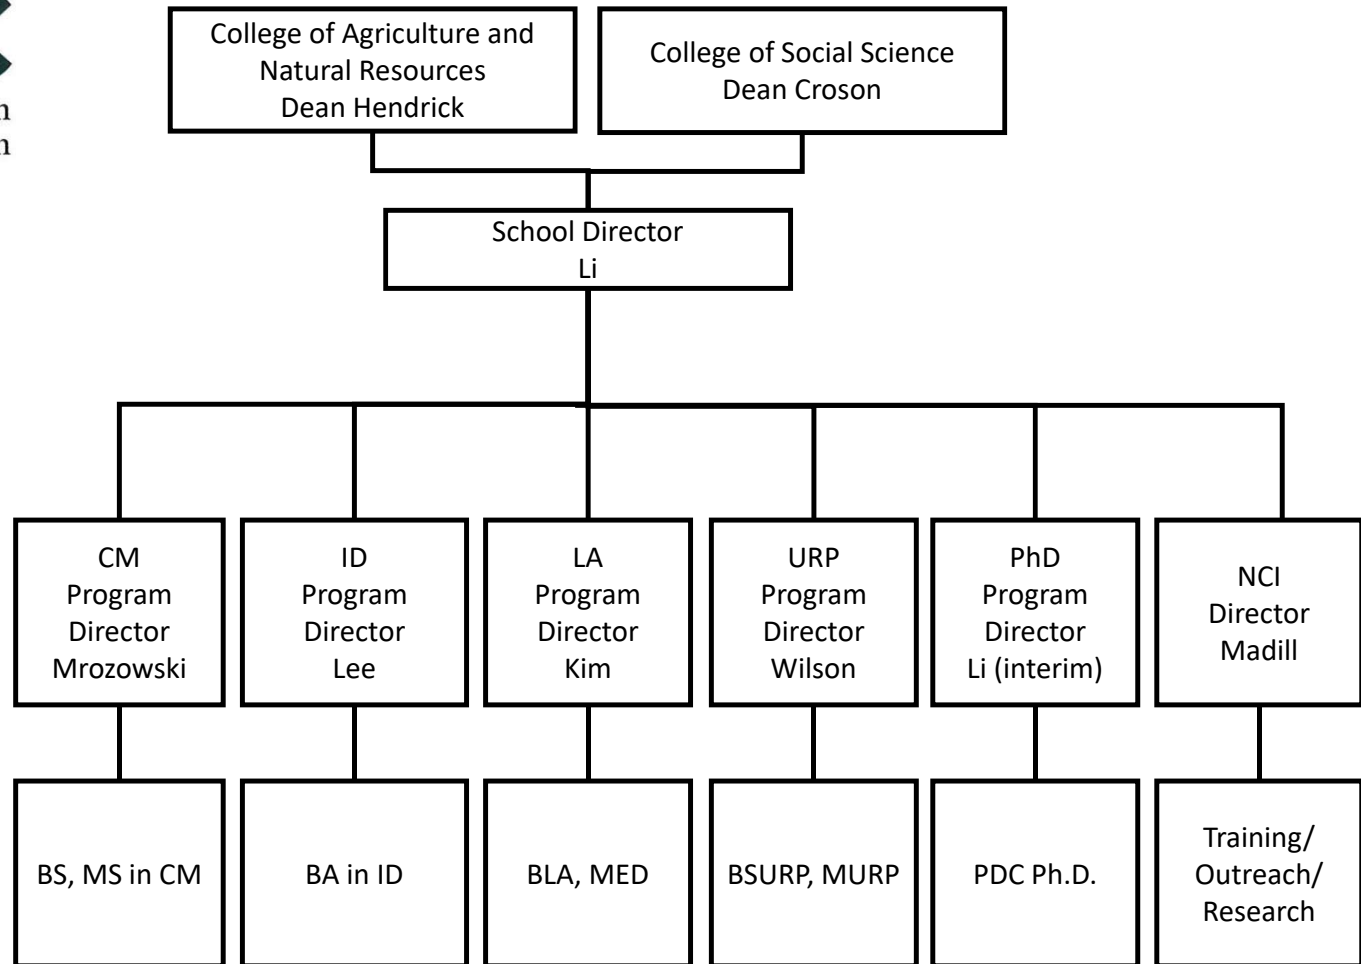 College of Agriculture and
Natural Resources
Dean Hendrick
College of Social Science
Dean Croson
n
n
School Director
Li
CM
Program
Director
Mrozowski
ID
Program
Director
Lee
LA
Program
Director
Kim
URP
Program
Director
Wilson
PhD
Program
Director
Li (interim)
NCI
Director
Madill
BS, MS in CM
BA in ID
BLA, MED
BSURP, MURP
PDC Ph.D.
Training/
Outreach/
Research